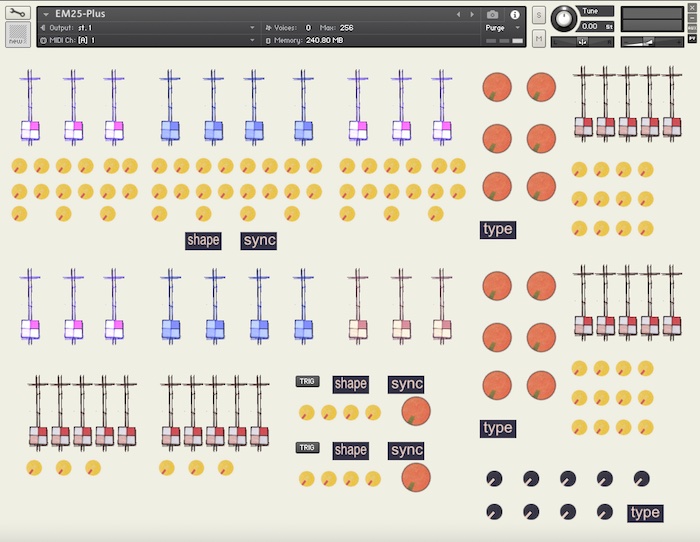 EM25-Plus
Output: st. 1
Voices: 0 Max: 256
Purge
MIDI Ch: [A] 1
Memory: 240.80 MB
new
S
M
Tune
0.00 St
shape sync
type
TRIG shape sync
TRIG shape sync
type
type